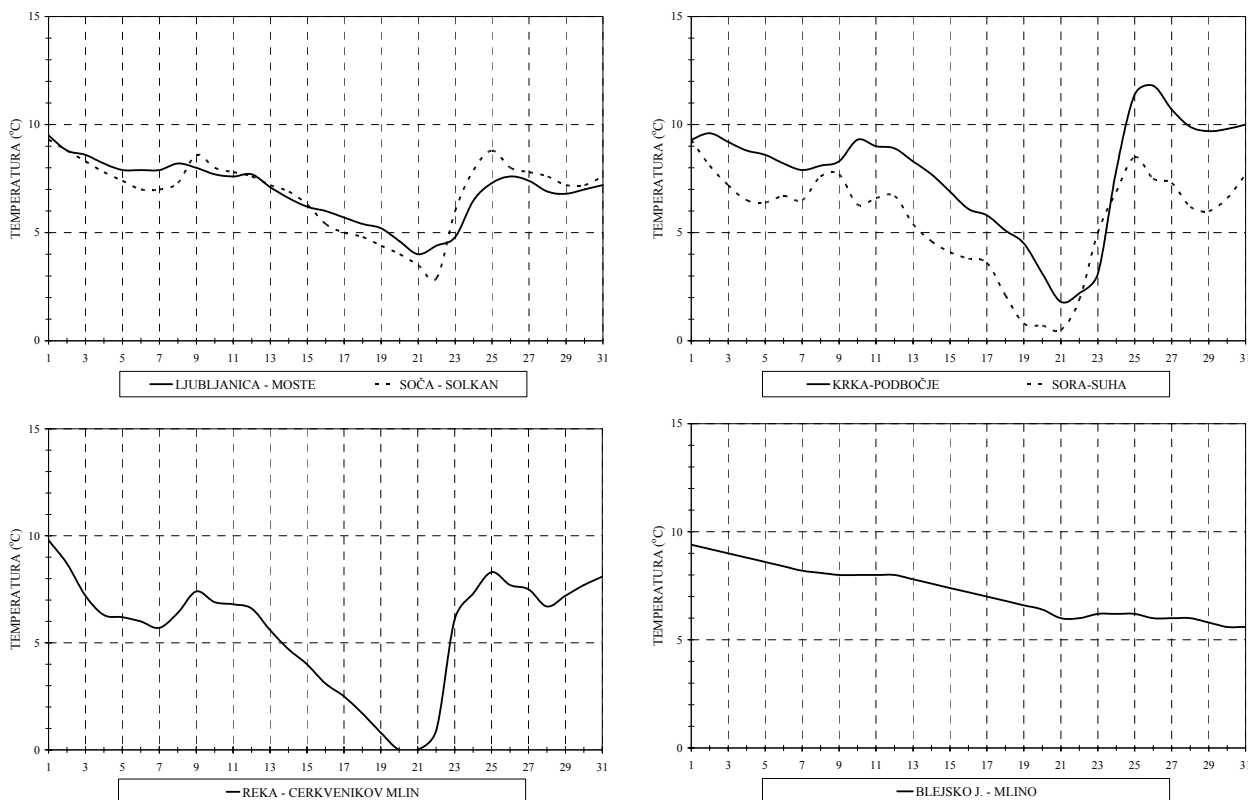 15
10
5
0
TEMPERATURA (°C)
1 3 5 7 9 11 13 15 17 19 21 23 25 27 29 31
LJUBLJANICA - MOSTE SOČA - SOLKAN
15
10
5
0
TEMPERATURA (°C)
1 3 5 7 9 11 13 15 17 19 21 23 25 27 29 31
KRKA-PODBOČJE SORA-SUHA
15
10
5
0
TEMPERATURA (°C)
1 3 5 7 9 11 13 15 17 19 21 23 25 27 29 31
REKA - CERKVENIKOV MLIN
15
10
5
0
TEMPERATURA (°C)
1 3 5 7 9 11 13 15 17 19 21 23 25 27 29 31
BLEJSKO J. - MLINO